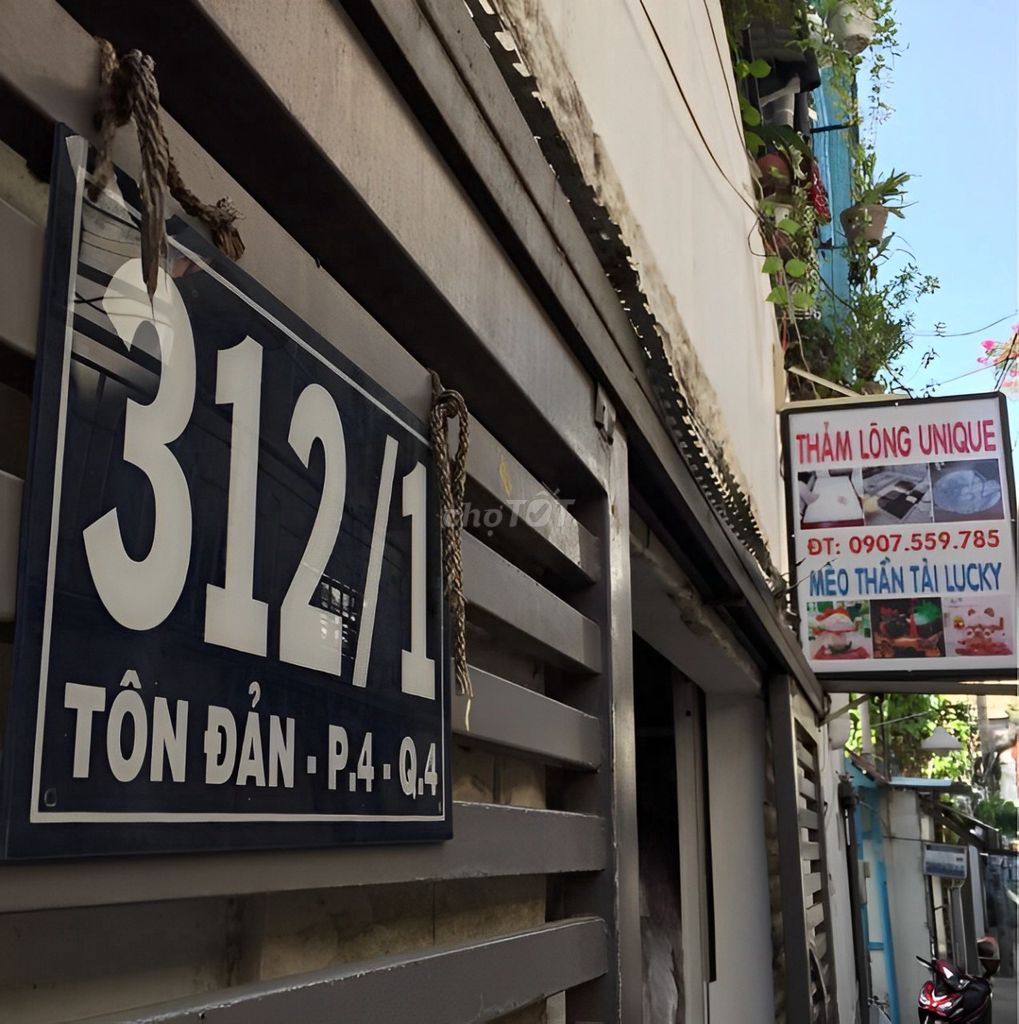 312/1
TÔN ĐẢN - P.4 - Q.4
chợTỐT
THẢM LÔNG UNIQUE
ĐT: 0907.559.785
MÈO THẦN TÀI LUCKY